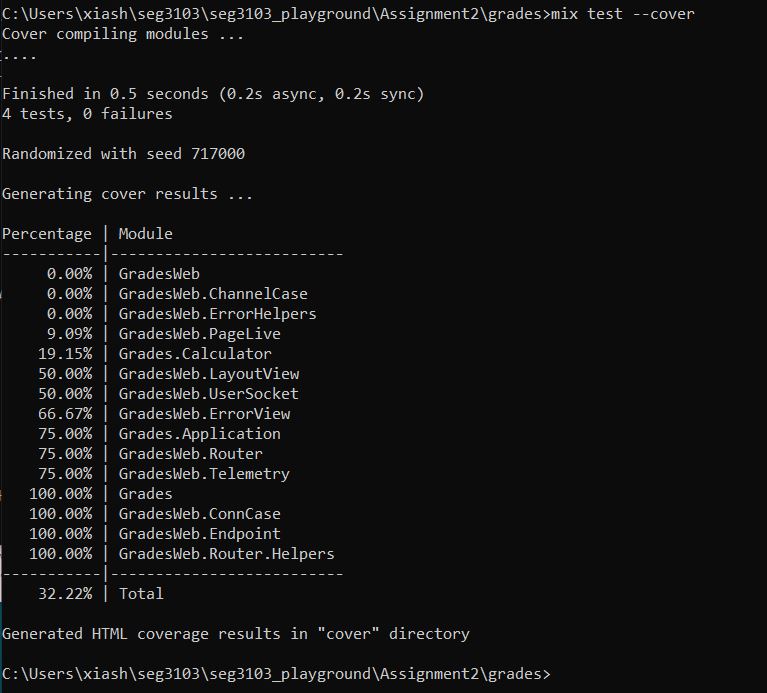 C:\Users\xiash\seg3103\seg3103_playground\Assignment2\grades>mix test --cover
Cover compiling modules ...
....
Finished in 0.5 seconds (0.2s async, 0.2s sync)
4 tests, 0 failures
Randomized with seed 717000
Generating cover results ...
Percentage | Module
-----------|--------------------------
0.00% | GradesWeb
0.00% | GradesWeb.ChannelCase
0.00% | GradesWeb.ErrorHelpers
9.09% | GradesWeb.PageLive
19.15% | Grades.Calculator
50.00% | GradesWeb.LayoutView
50.00% | GradesWeb.UserSocket
66.67% | GradesWeb.ErrorView
75.00% | Grades.Application
75.00% | GradesWeb.Router
75.00% | GradesWeb.Telemetry
100.00% | Grades
100.00% | GradesWeb.ConnCase
100.00% | GradesWeb.Endpoint
100.00% | GradesWeb.Router.Helpers
-----------|--------------------------
32.22% | Total
Generated HTML coverage results in "cover" directory
C:\Users\xiash\seg3103\seg3103_playground\Assignment2\grades>